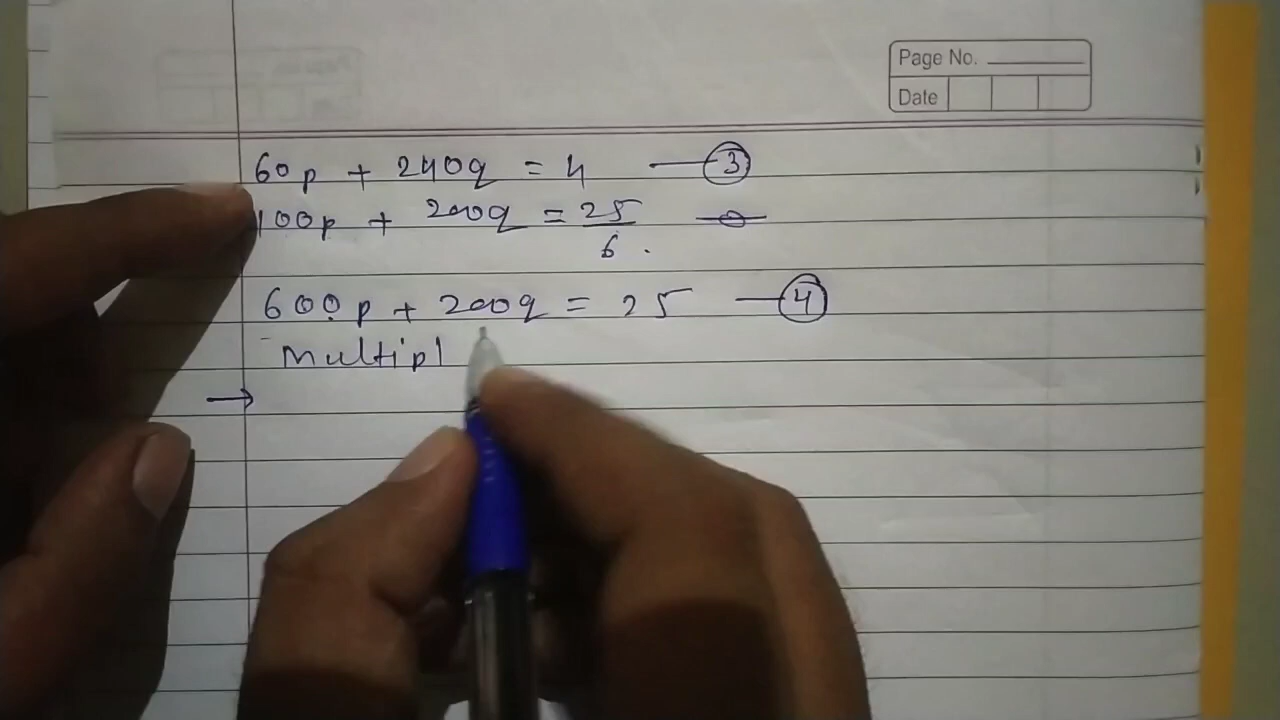 Page No.
Date
60p + 240q = 4 —③
100p + 200q = 25/6.
600p + 200q = 25 —④
Multipl
→